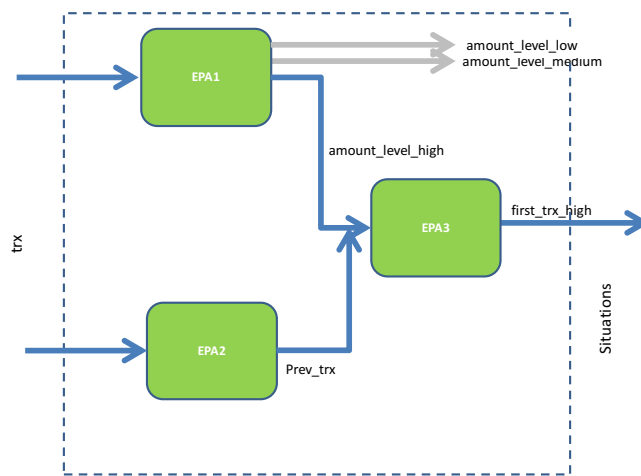 amount_level_low
amount_level_medium
EPA1
amount_level_high
first_trx_high
EPA3
trx
Situations
EPA2
Prev_trx